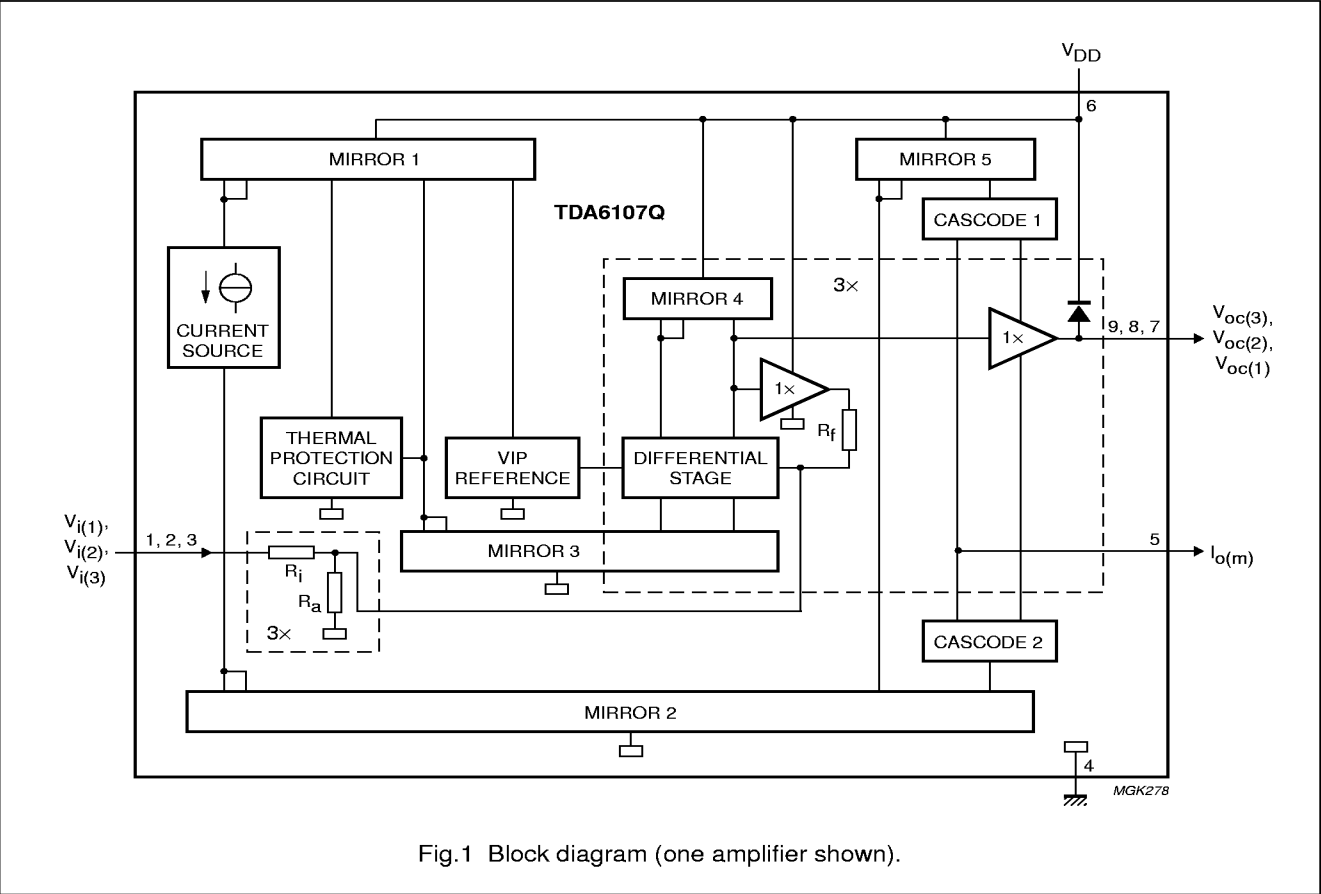 VDD
6
MIRROR 1
MIRROR 5
TDA6107Q
CASCODE 1
3×
MIRROR 4
CURRENT
SOURCE
1×
9, 8, 7
Voc(3),
Voc(2),
Voc(1)
1×
Rf
THERMAL
PROTECTION
CIRCUIT
VIP
REFERENCE
DIFFERENTIAL
STAGE
Vi(1),
Vi(2),
Vi(3)
1, 2, 3
MIRROR 3
5
Io(m)
Ri
Ra
3×
CASCODE 2
MIRROR 2
4
MGK278
Fig.1 Block diagram (one amplifier shown).